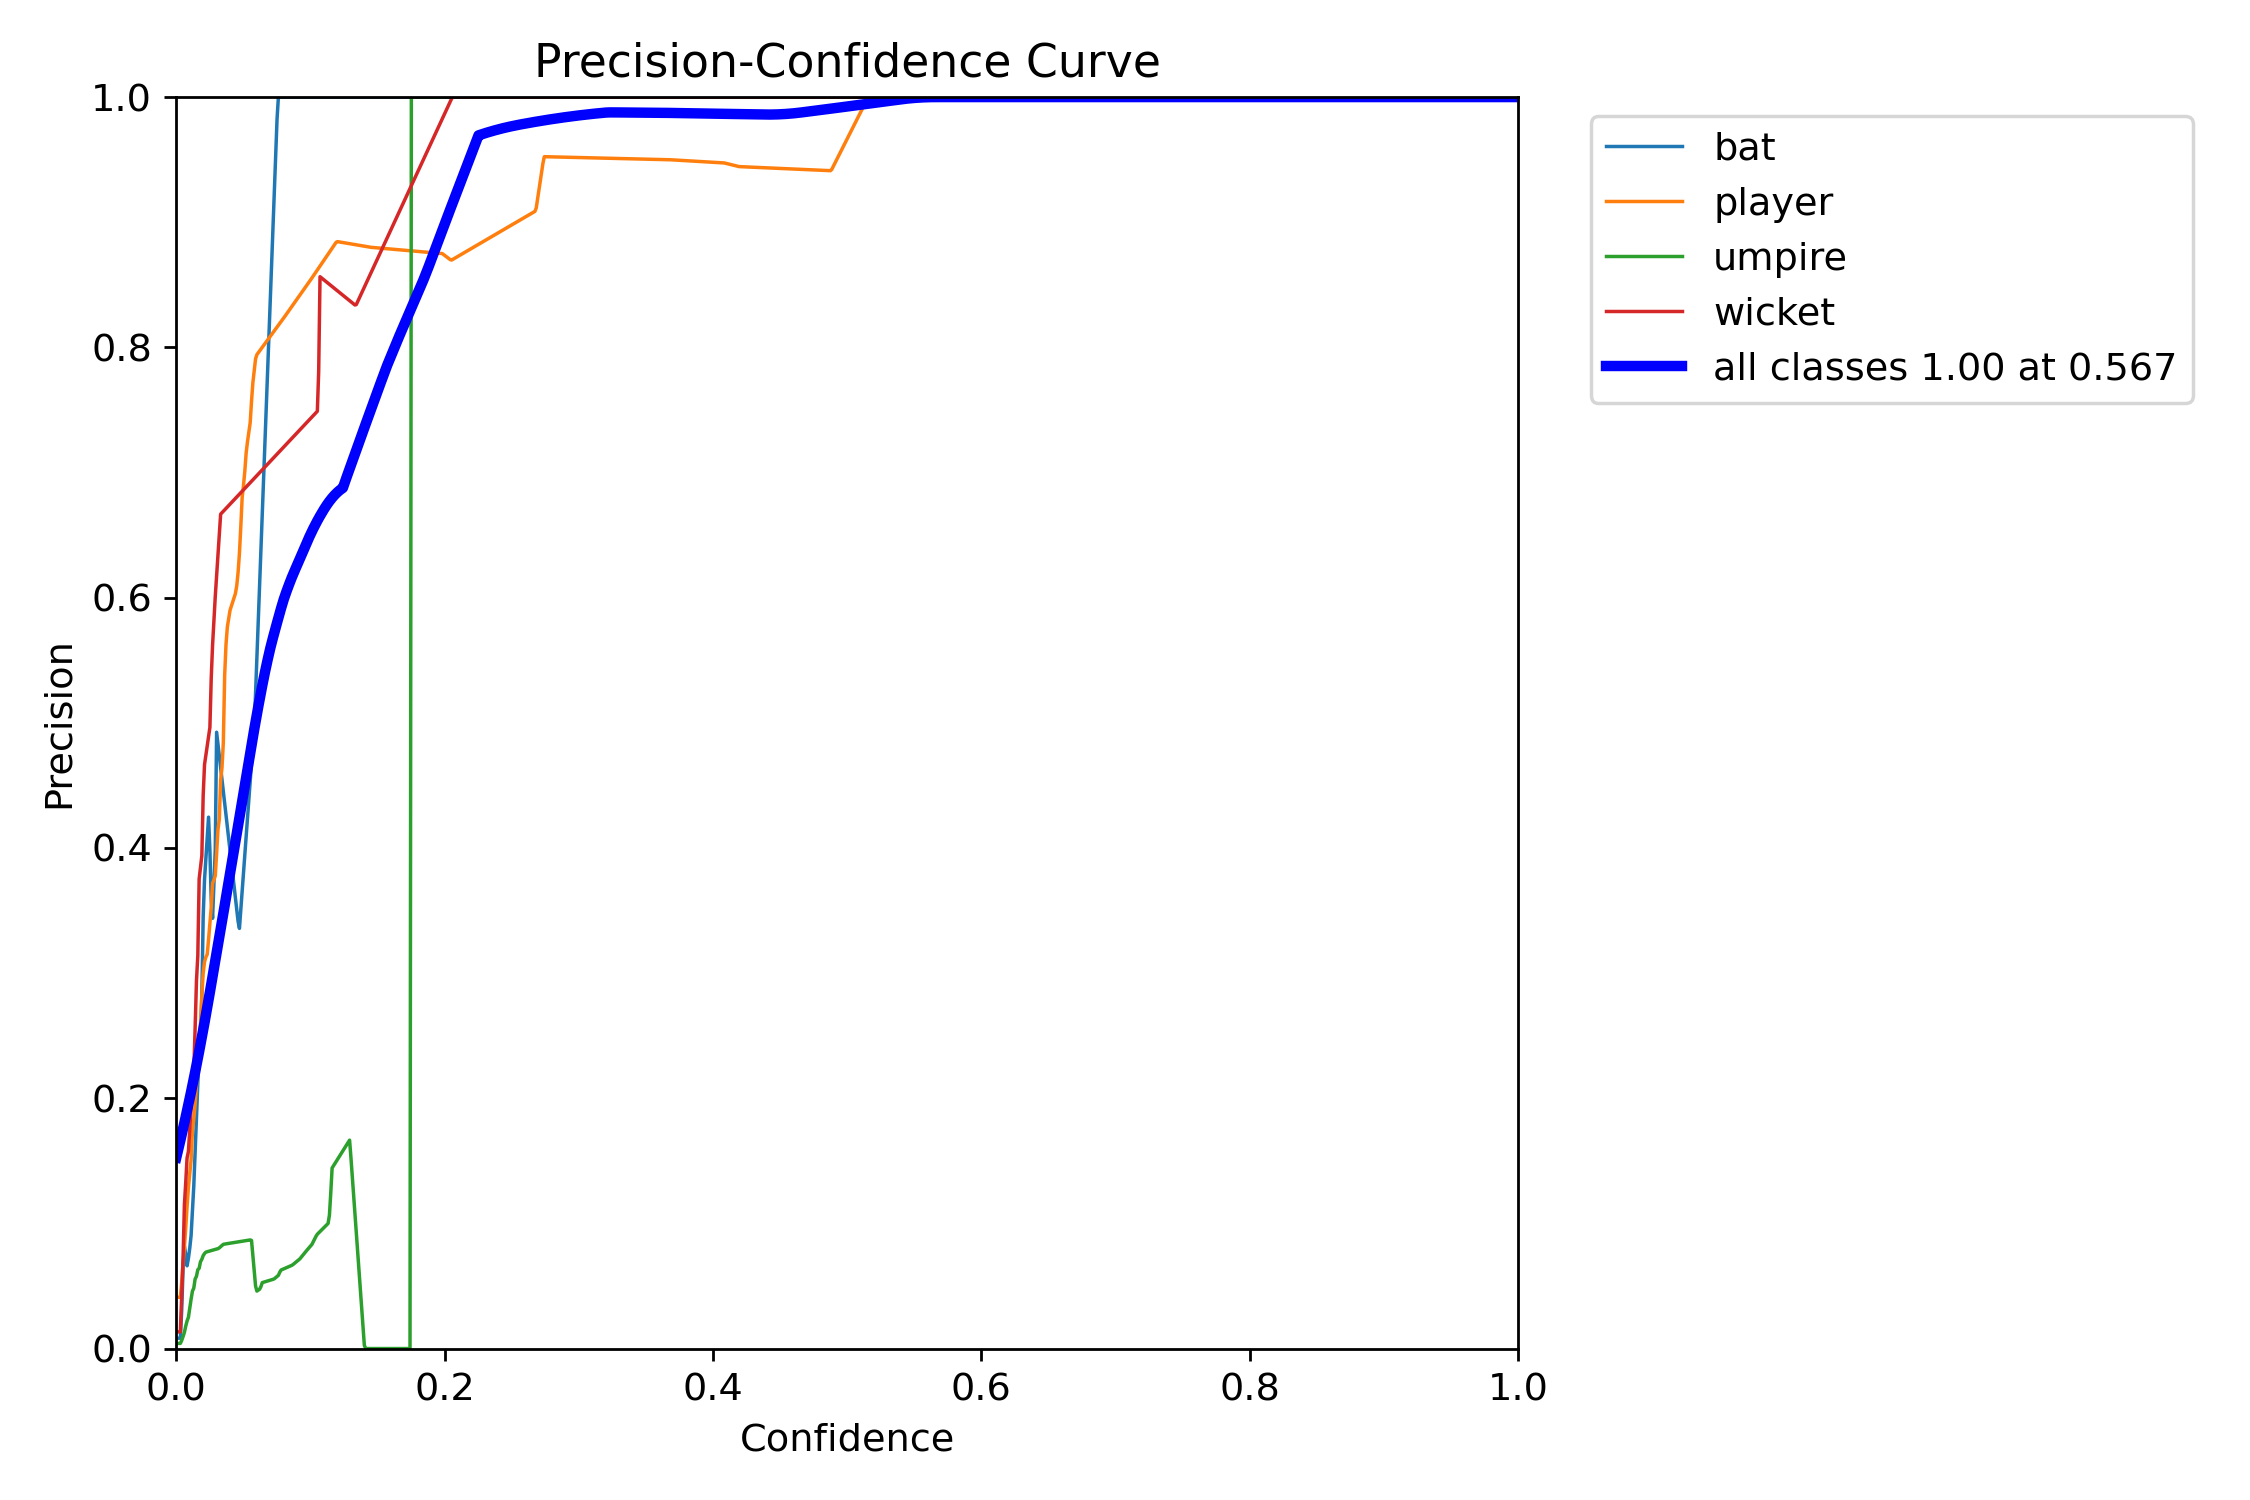 Precision-Confidence Curve
1.0
0.8
0.6
0.4
0.2
0.0
Precision
0.0 0.2 0.4 0.6 0.8 1.0
Confidence
bat
player
umpire
wicket
all classes 1.00 at 0.567